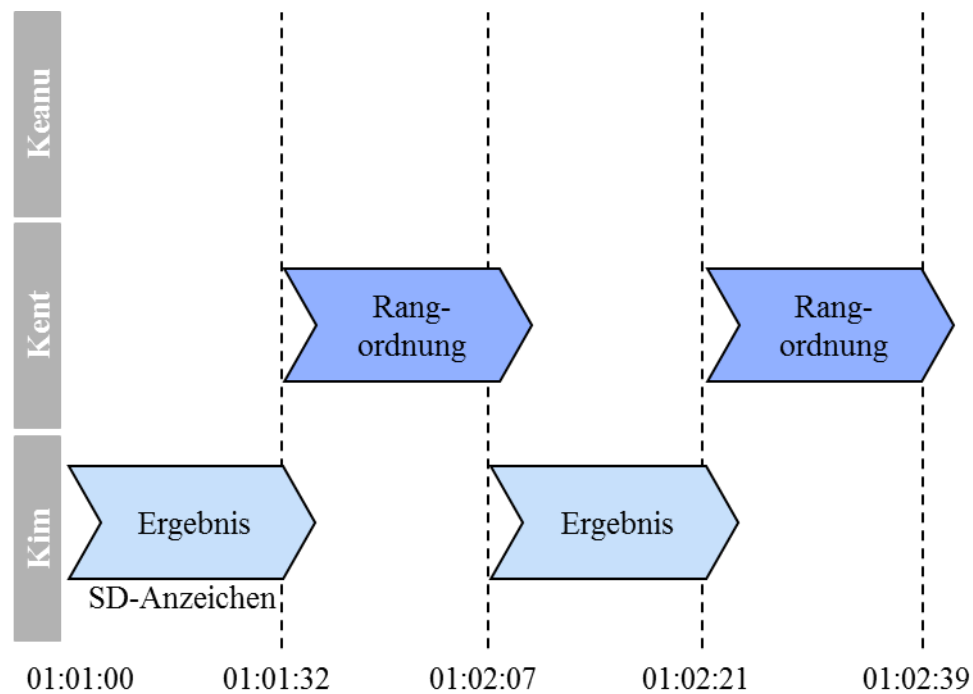 Keanu
Kent
Rang-
ordnung
Rang-
ordnung
Kim
Ergebnis
Ergebnis
SD-Anzeichen
01:01:00 01:01:32 01:02:07 01:02:21 01:02:39